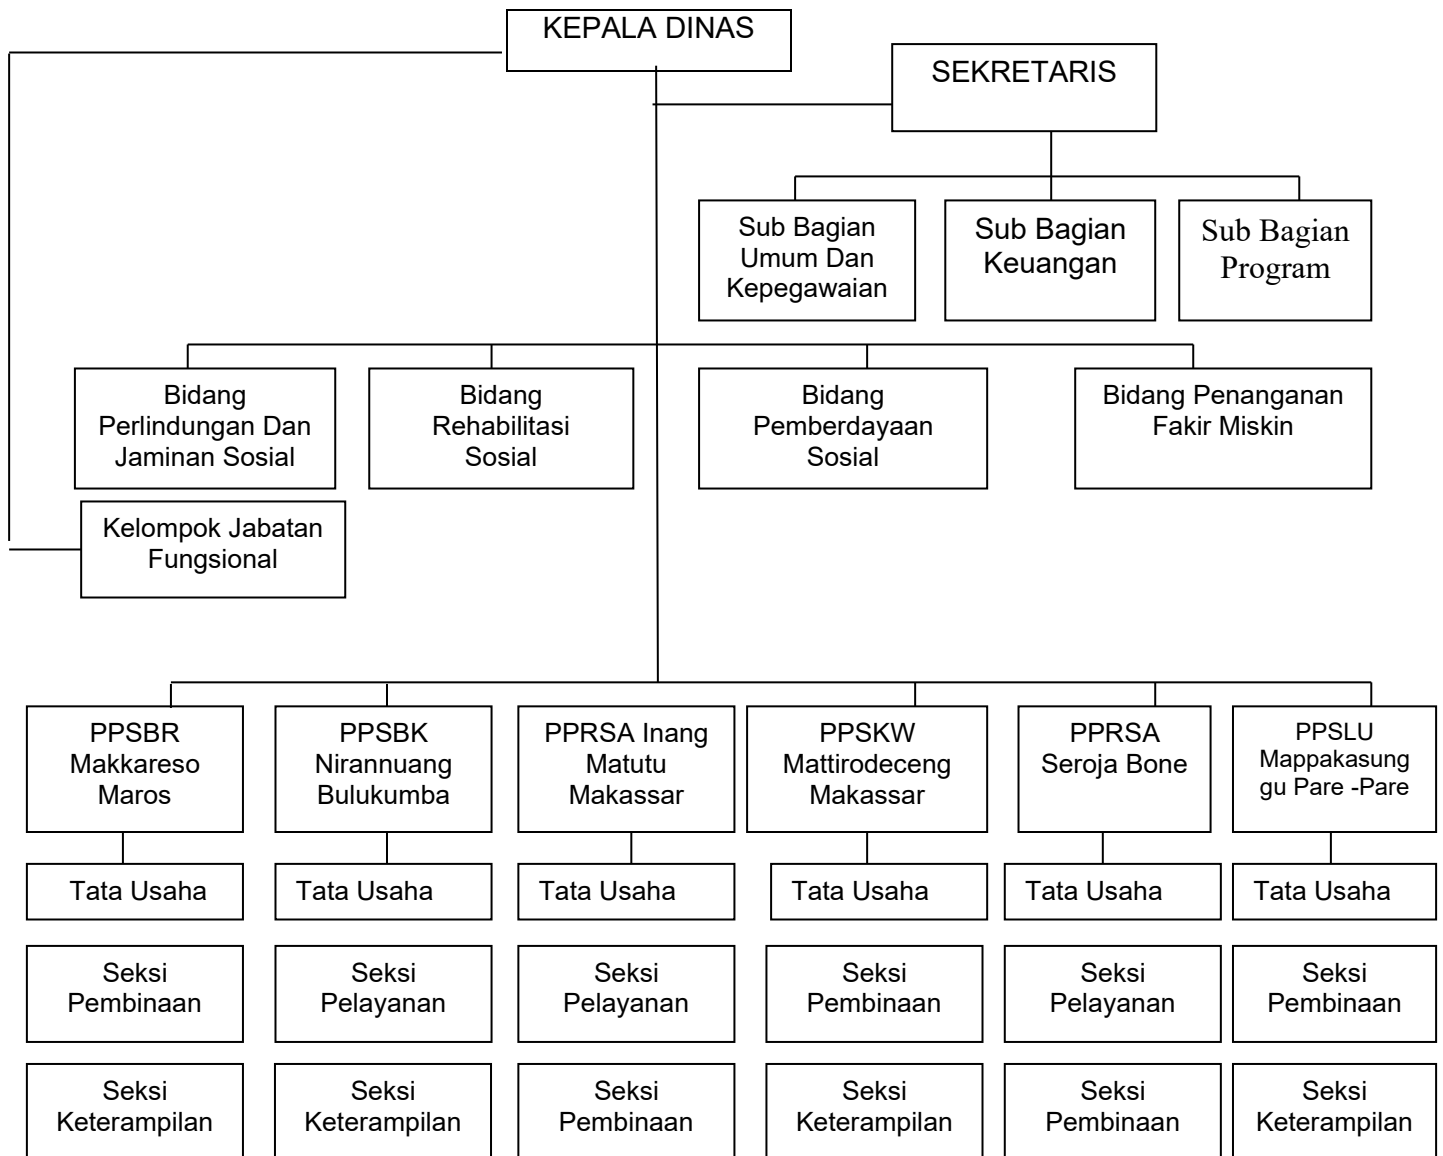 KEPALA DINAS
SEKRETARIS
Sub Bagian
Umum Dan
Kepegawaian
Sub Bagian
Keuangan
Sub Bagian
Program
Bidang
Perlindungan Dan
Jaminan Sosial
Bidang
Rehabilitasi
Sosial
Bidang
Pemberdayaan
Sosial
Bidang Penanganan
Fakir Miskin
Kelompok Jabatan
Fungsional
PPSBR
Makkareso
Maros
PPSBK
Nirannuang
Bulukumba
PPRSA Inang
Matutu
Makassar
PPSKW
Mattirodeceng
Makassar
PPRSA
Seroja Bone
PPSLU
Mappakasung
gu Pare -Pare
Tata Usaha
Tata Usaha
Tata Usaha
Tata Usaha
Tata Usaha
Tata Usaha
Seksi
Pembinaan
Seksi
Pelayanan
Seksi
Pelayanan
Seksi
Pembinaan
Seksi
Pelayanan
Seksi
Pembinaan
Seksi
Keterampilan
Seksi
Keterampilan
Seksi
Pembinaan
Seksi
Keterampilan
Seksi
Pembinaan
Seksi
Keterampilan